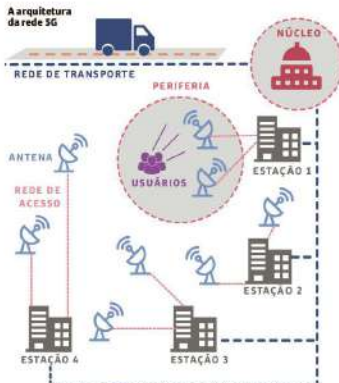 A arquitetura
da rede 5G
NÚCLEO
REDE DE TRANSPORTE
PERIFERIA
ANTENA
USUÁRIOS
ESTAÇÃO 1
REDE DE
ACESSO
ESTAÇÃO 2
ESTAÇÃO 4
ESTAÇÃO 3